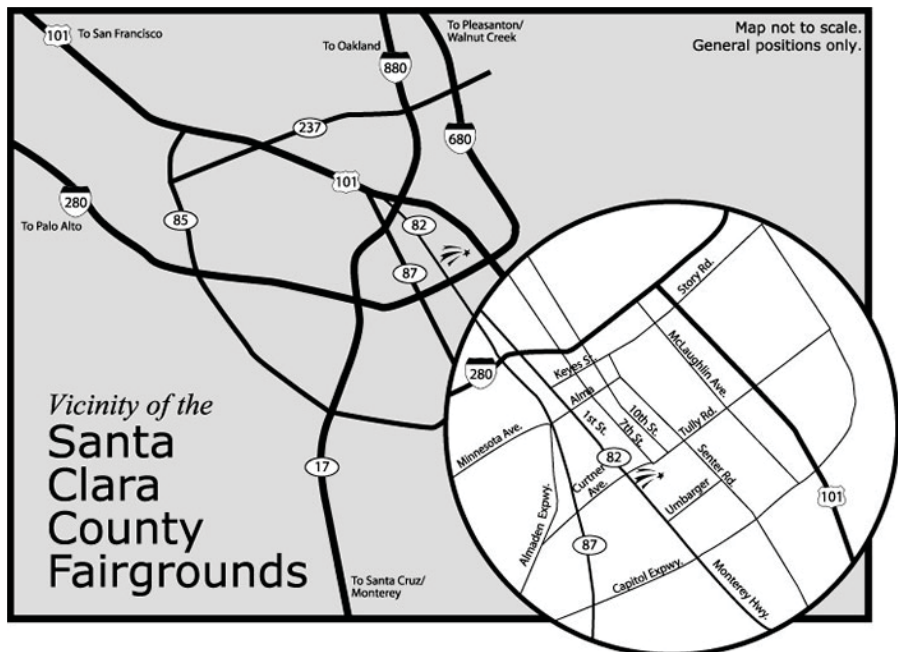 Map not to scale.
General positions only.
101
To San Francisco
To Oakland
To Pleasanton/
Walnut Creek
880
237
680
101
280
To Palo Alto
85
82
87
Vicinity of the
Santa
Clara
County
Fairgrounds
17
To Santa Cruz/
Monterey
Story Rd.
280
Keyes St.
McLaughlin Ave.
Alma
10th St.
7th St.
1st St.
Tully Rd.
Minnesota Ave.
82
Curtner
Ave.
Senter Rd.
Umbarger
101
Almaden Expwy.
87
Capitol Expwy.
Monterey Hwy.